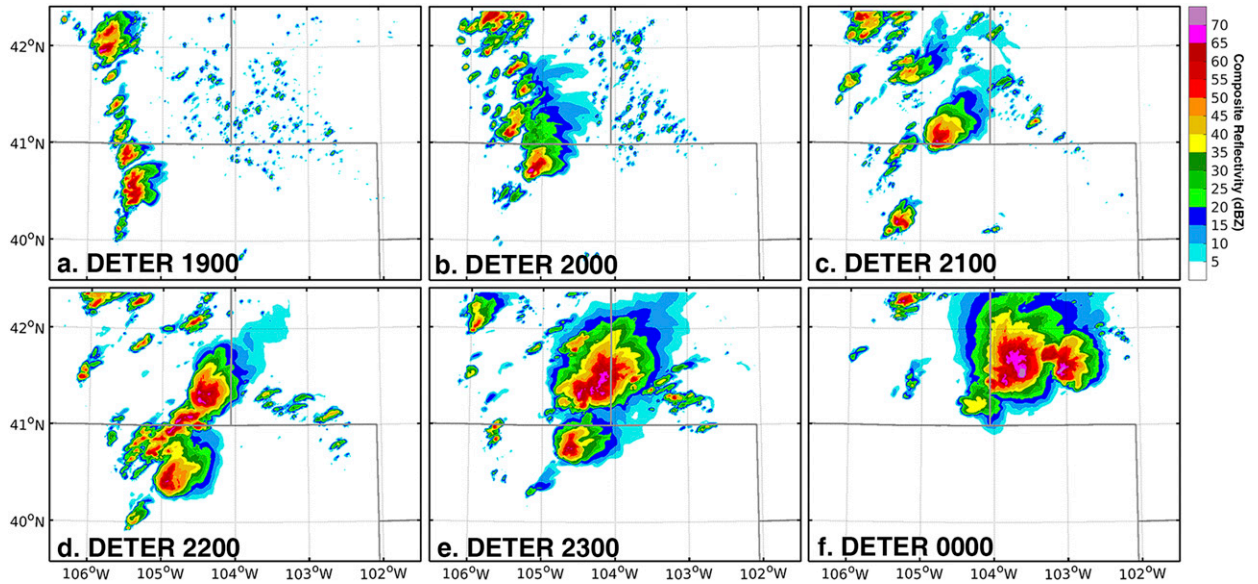 42°N
41°N
40°N
a. DETER 1900
b. DETER 2000
c. DETER 2100
70
65
60
55
50
45
40
35
30
25
20
15
10
5
Composite Reflectivity (dBZ)
42°N
41°N
40°N
d. DETER 2200
e. DETER 2300
f. DETER 0000
106°W 105°W 104°W 103°W 102°W 106°W 105°W 104°W 103°W 102°W 106°W 105°W 104°W 103°W 102°W